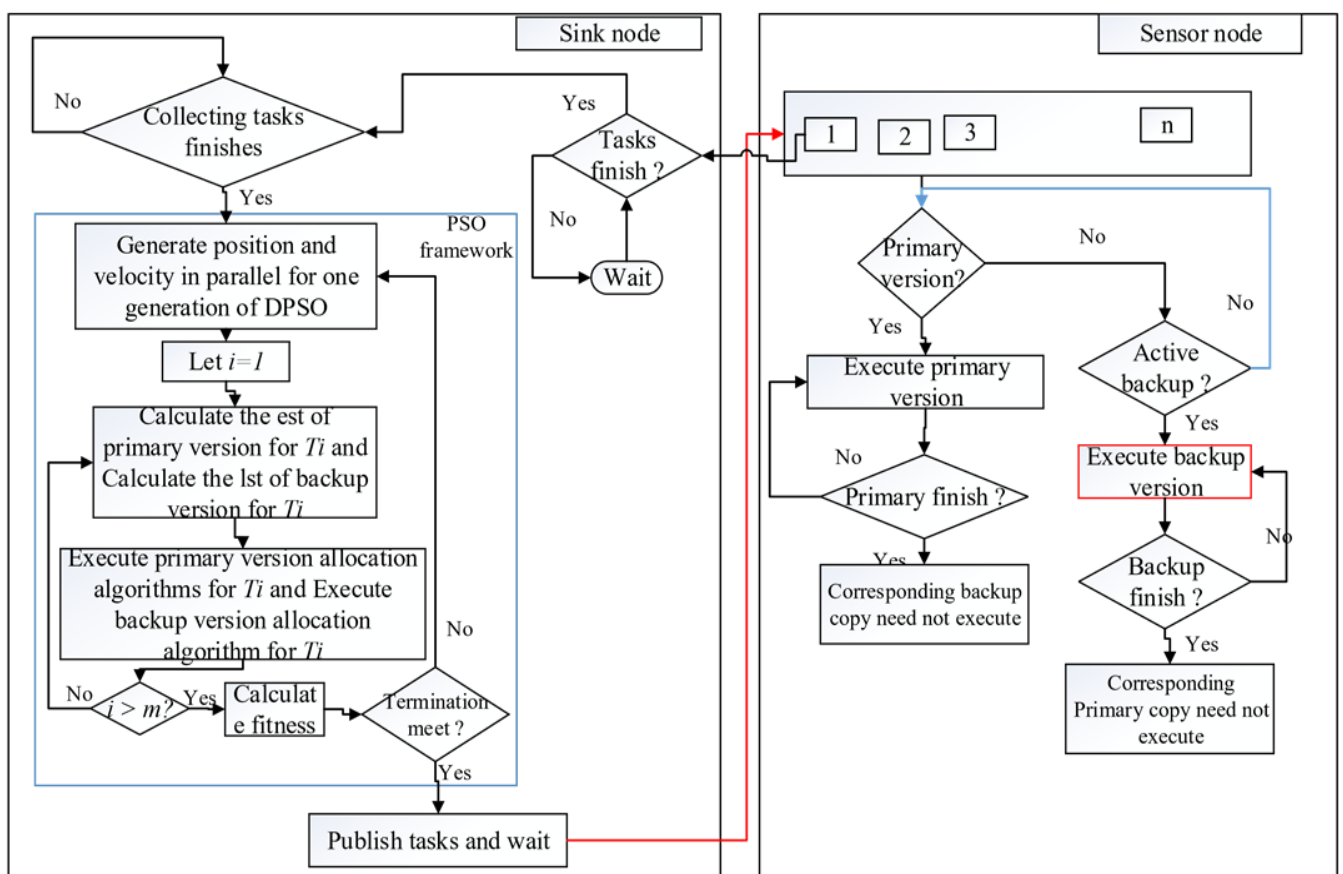 Sink node
No
Collecting tasks
finishes
Yes
Yes
Tasks
finish ?
No
Wait
PSO
framework
Generate position and
velocity in parallel for one
generation of DPSO
Let i=1
Calculate the est of
primary version for Ti and
Calculate the lst of backup
version for Ti
Execute primary version allocation
algorithms for Ti and Execute
backup version allocation
algorithm for Ti
No
i > m?
Yes
Calculat
e fitness
No
Termination
meet ?
Yes
Publish tasks and wait
Sensor node
1
2
3
n
Primary
version?
No
Yes
No
Execute primary
version
Active
backup ?
No
Primary finish ?
Yes
Yes
Execute backup
version
No
Corresponding backup
copy need not execute
Backup
finish ?
Yes
Corresponding
Primary copy need not
execute